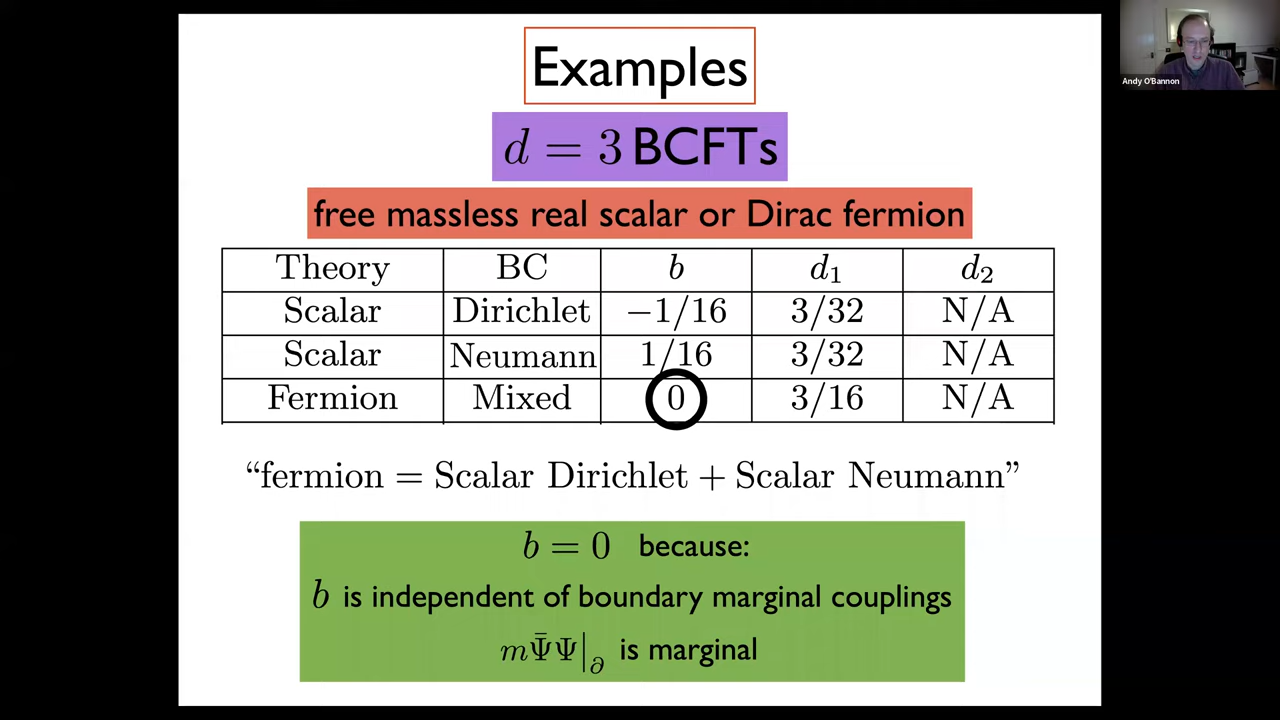 Examples
d = 3 BCFTs
free massless real scalar or Dirac fermion
Theory BC b d₁ d₂
Scalar Dirichlet −1/16 3/32 N/A
Scalar Neumann 1/16 3/32 N/A
Fermion Mixed 0 3/16 N/A
“fermion = Scalar Dirichlet + Scalar Neumann”
b = 0 because:
b is independent of boundary marginal couplings
mΨ̄Ψ|∂ is marginal
Andy O'Bannon